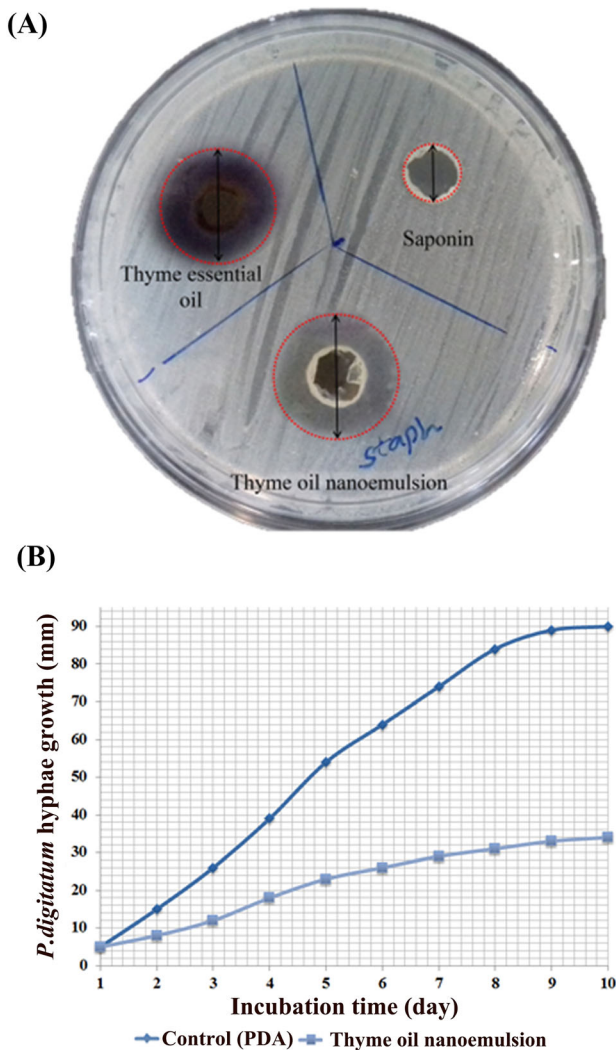 (A)
Thyme essential
oil
Saponin
Thyme oil nanoemulsion
staph
(B)
P.digitatum hyphae growth (mm)
90
80
70
60
50
40
30
20
10
0
1 2 3 4 5 6 7 8 9 10
Incubation time (day)
Control (PDA) Thyme oil nanoemulsion